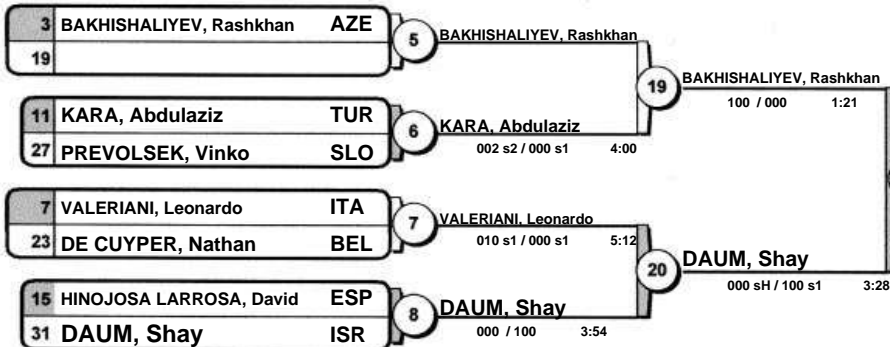 3 BAKHISHALIYEV, Rashkhan AZE
19
5
BAKHISHALIYEV, Rashkhan
11 KARA, Abdulaziz TUR
27 PREVOLSEK, Vinko SLO
6
KARA, Abdulaziz
002 s2 / 000 s1 4:00
19
BAKHISHALIYEV, Rashkhan
100 / 000 1:21
7 VALERIANI, Leonardo ITA
23 DE CUYPER, Nathan BEL
7
VALERIANI, Leonardo
010 s1 / 000 s1 5:12
15 HINOJOSA LARROSA, David ESP
31 DAUM, Shay ISR
8
DAUM, Shay
000 / 100 3:54
20
DAUM, Shay
000 sH / 100 s1 3:28